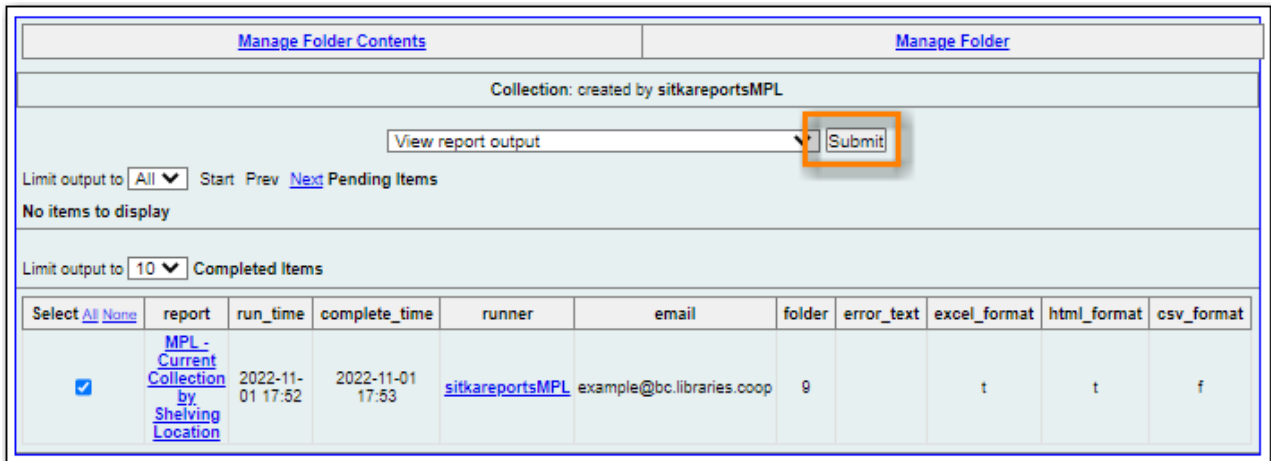 Manage Folder Contents Manage Folder
Collection: created by sitkareportsMPL
View report output Submit
Limit output to All Start Prev Next Pending Items
No items to display
Limit output to 10 Completed Items
Select All None report run_time complete_time runner email folder error_text excel_format html_format csv_format
MPL -
Current
Collection 2022-11- 2022-11-01 sitkareportsMPL example@bc.libraries.coop 9 t t f
by 01 17:52 17:53
Shelving
Location